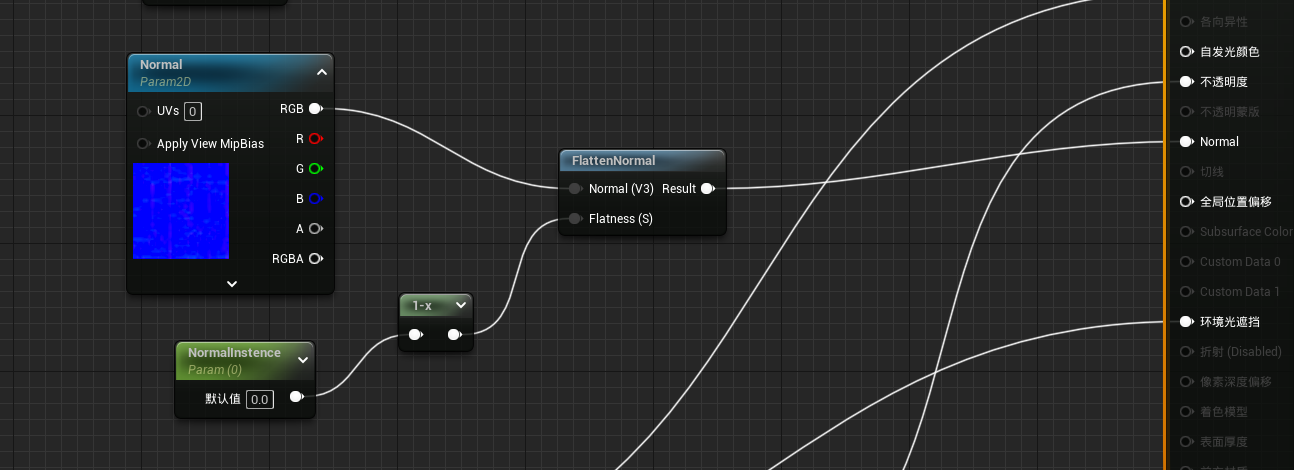 Normal
Param2D
UVs 0
RGB
R
Apply View MipBias
G
B
A
RGBA
FlattenNormal
Normal (V3) Result
Flatness (S)
1-x
NormalInstence
Param (0)
默认值 0.0
各向异性
自发光颜色
不透明度
不透明蒙版
Normal
切线
全局位置偏移
Subsurface Color
Custom Data 0
Custom Data 1
环境光遮挡
折射 (Disabled)
像素深度偏移
着色模型
表面厚度